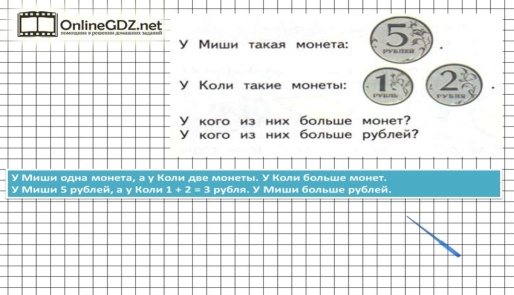 OnlineGDZ.net
помощник в решении домашних заданий
У Миши такая монета: 5 РУБЛЕЙ .
У Коли такие монеты: 1 РУБЛЬ 2 РУБЛЯ .
У кого из них больше монет?
У кого из них больше рублей?
У Миши одна монета, а у Коли две монеты. У Коли больше монет.
У Миши 5 рублей, а у Коли 1 + 2 = 3 рубля. У Миши больше рублей.